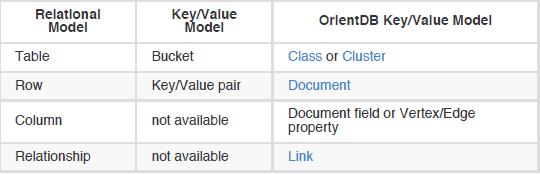 Relational Model Key/Value Model OrientDB Key/Value Model
Table Bucket Class or Cluster
Row Key/Value pair Document
Column not available Document field or Vertex/Edge property
Relationship not available Link